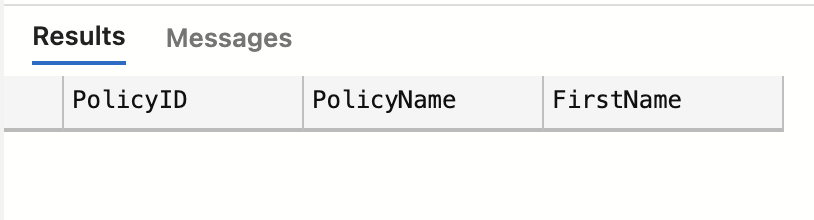 Results Messages
PolicyID PolicyName FirstName